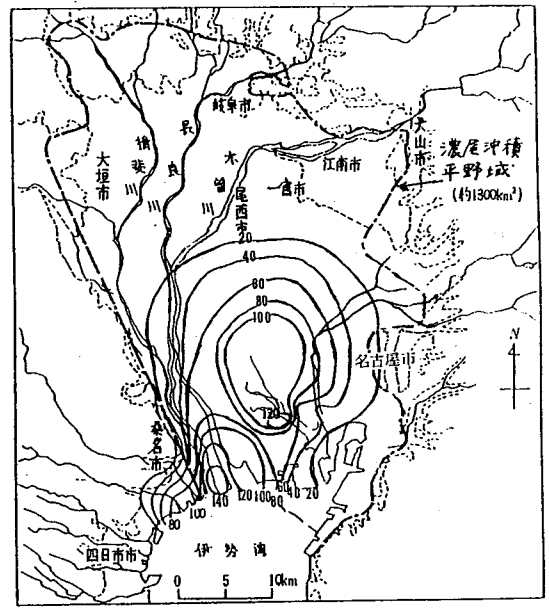 岐阜市
大垣市
揖斐川
長良川
木曽川
尾西市
一宮市
江南市
犬山市
濃尾沖積
平野域
(約1300km²)
20
40
60
80
100
120
名古屋市
N
桑名市
80
100
140
120
100
80
60
40
20
四日市市
伊勢湾
0 5 10km